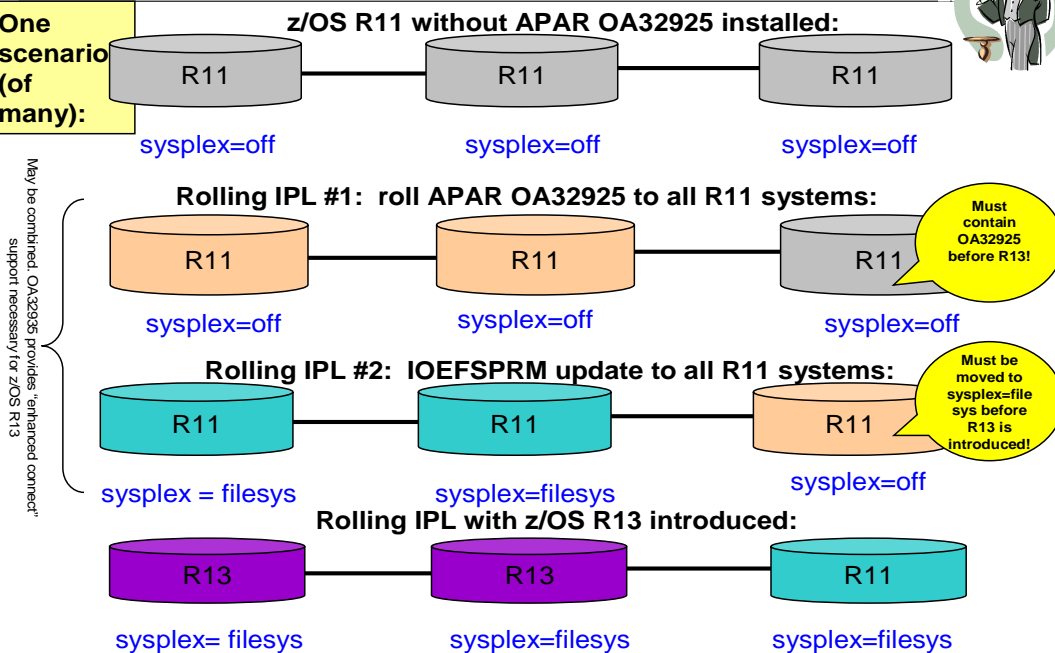 One
scenario
(of
many):
z/OS R11 without APAR OA32925 installed:
R11
R11
R11
sysplex=off
sysplex=off
sysplex=off
May be combined. OA32935 provides "enhanced connect"
support necessary for z/OS R13
Rolling IPL #1: roll APAR OA32925 to all R11 systems:
R11
R11
R11
Must
contain
OA32925
before R13!
sysplex=off
sysplex=off
sysplex=off
Rolling IPL #2: IOEFSPRM update to all R11 systems:
R11
R11
R11
Must be
moved to
sysplex=file
sys before
R13 is
introduced!
sysplex = filesys
sysplex=filesys
sysplex=off
Rolling IPL with z/OS R13 introduced:
R13
R13
R11
sysplex= filesys
sysplex=filesys
sysplex=filesys